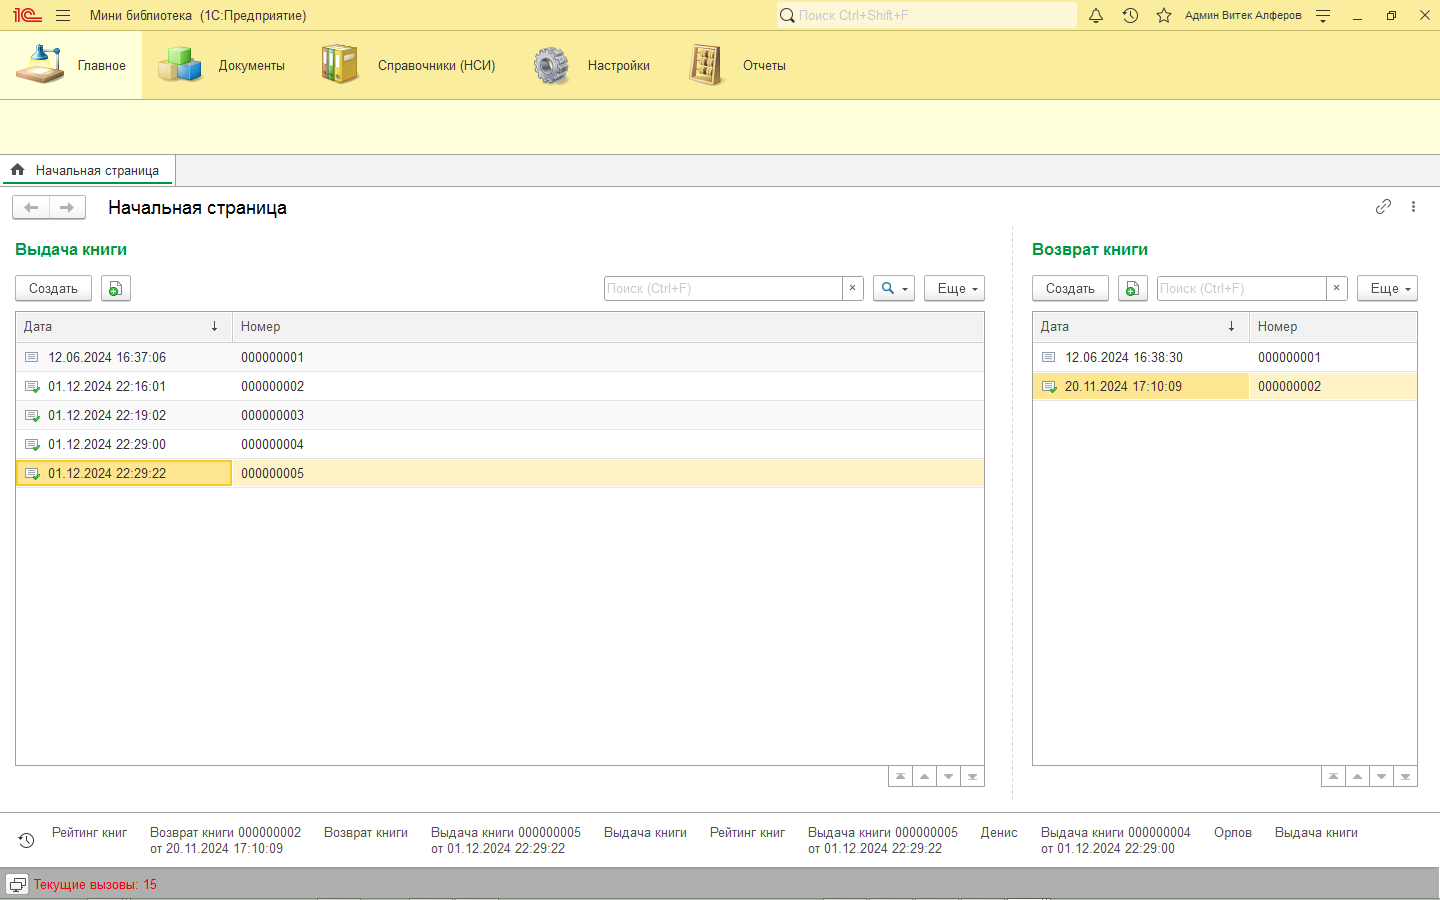 1С Мини библиотека (1С:Предприятие) Поиск Ctrl+Shift+F Админ Витек Алферов
Главное Документы Справочники (НСИ) Настройки Отчеты
Начальная страница
Начальная страница
Выдача книги
Создать Поиск (Ctrl+F) × Еще
Дата ↓ Номер
12.06.2024 16:37:06 000000001
01.12.2024 22:16:01 000000002
01.12.2024 22:19:02 000000003
01.12.2024 22:29:00 000000004
01.12.2024 22:29:22 000000005
Возврат книги
Создать Поиск (Ctrl+F) × Еще
Дата ↓ Номер
12.06.2024 16:38:30 000000001
20.11.2024 17:10:09 000000002
Рейтинг книг
Возврат книги 000000002
от 20.11.2024 17:10:09
Возврат книги
Выдача книги 000000005
от 01.12.2024 22:29:22
Выдача книги
Рейтинг книг
Выдача книги 000000005
от 01.12.2024 22:29:22
Денис
Выдача книги 000000004
от 01.12.2024 22:29:00
Орлов
Выдача книги
Текущие вызовы: 15